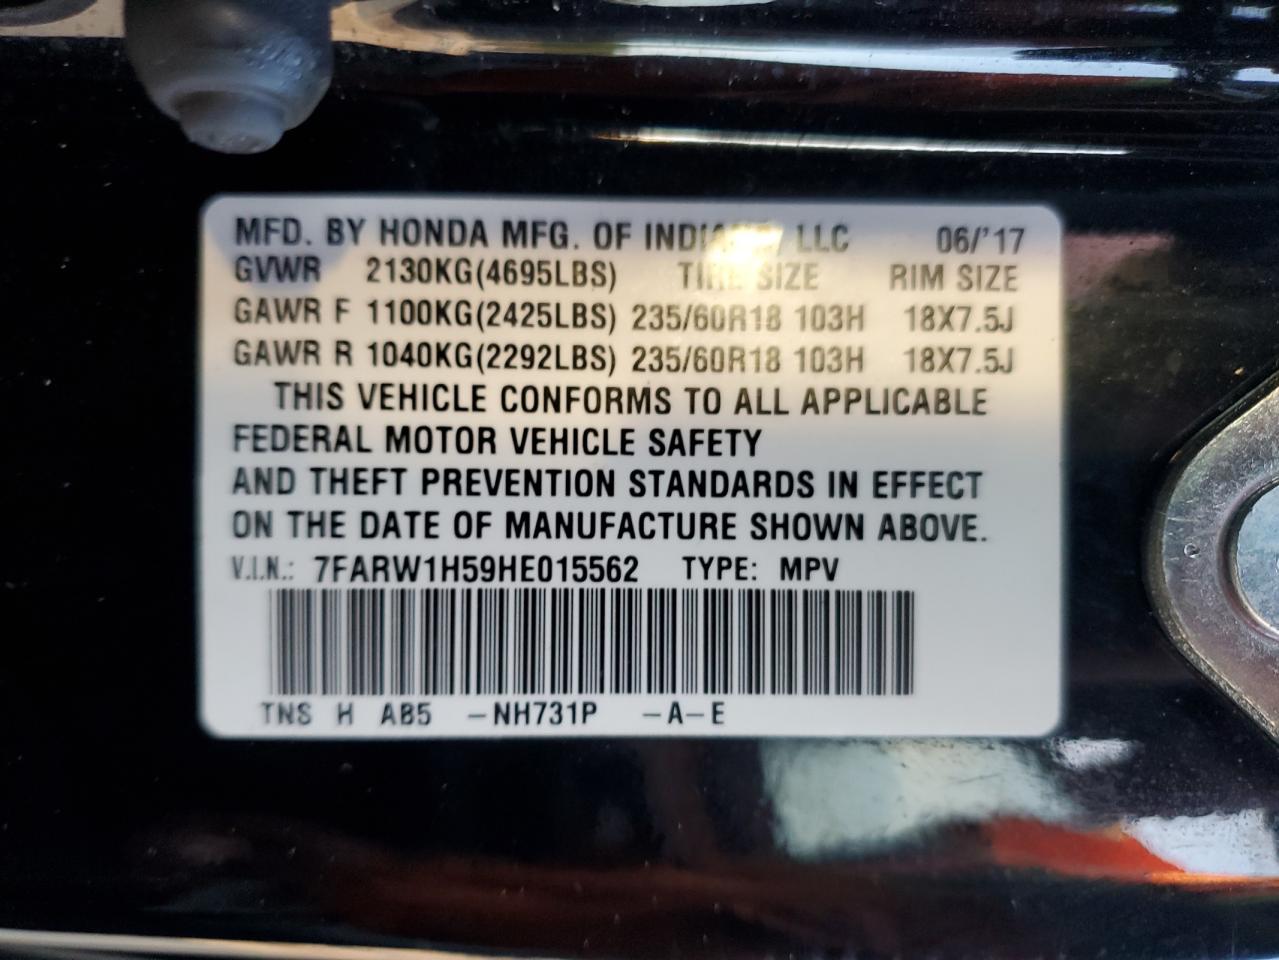 MFD. BY HONDA MFG. OF INDIANA, LLC 06/'17
GVWR 2130KG(4695LBS) TIRE SIZE RIM SIZE
GAWR F 1100KG(2425LBS) 235/60R18 103H 18X7.5J
GAWR R 1040KG(2292LBS) 235/60R18 103H 18X7.5J
THIS VEHICLE CONFORMS TO ALL APPLICABLE
FEDERAL MOTOR VEHICLE SAFETY
AND THEFT PREVENTION STANDARDS IN EFFECT
ON THE DATE OF MANUFACTURE SHOWN ABOVE.
V.I.N.: 7FARW1H59HE015562 TYPE: MPV
TNS H AB5 -NH731P -A-E